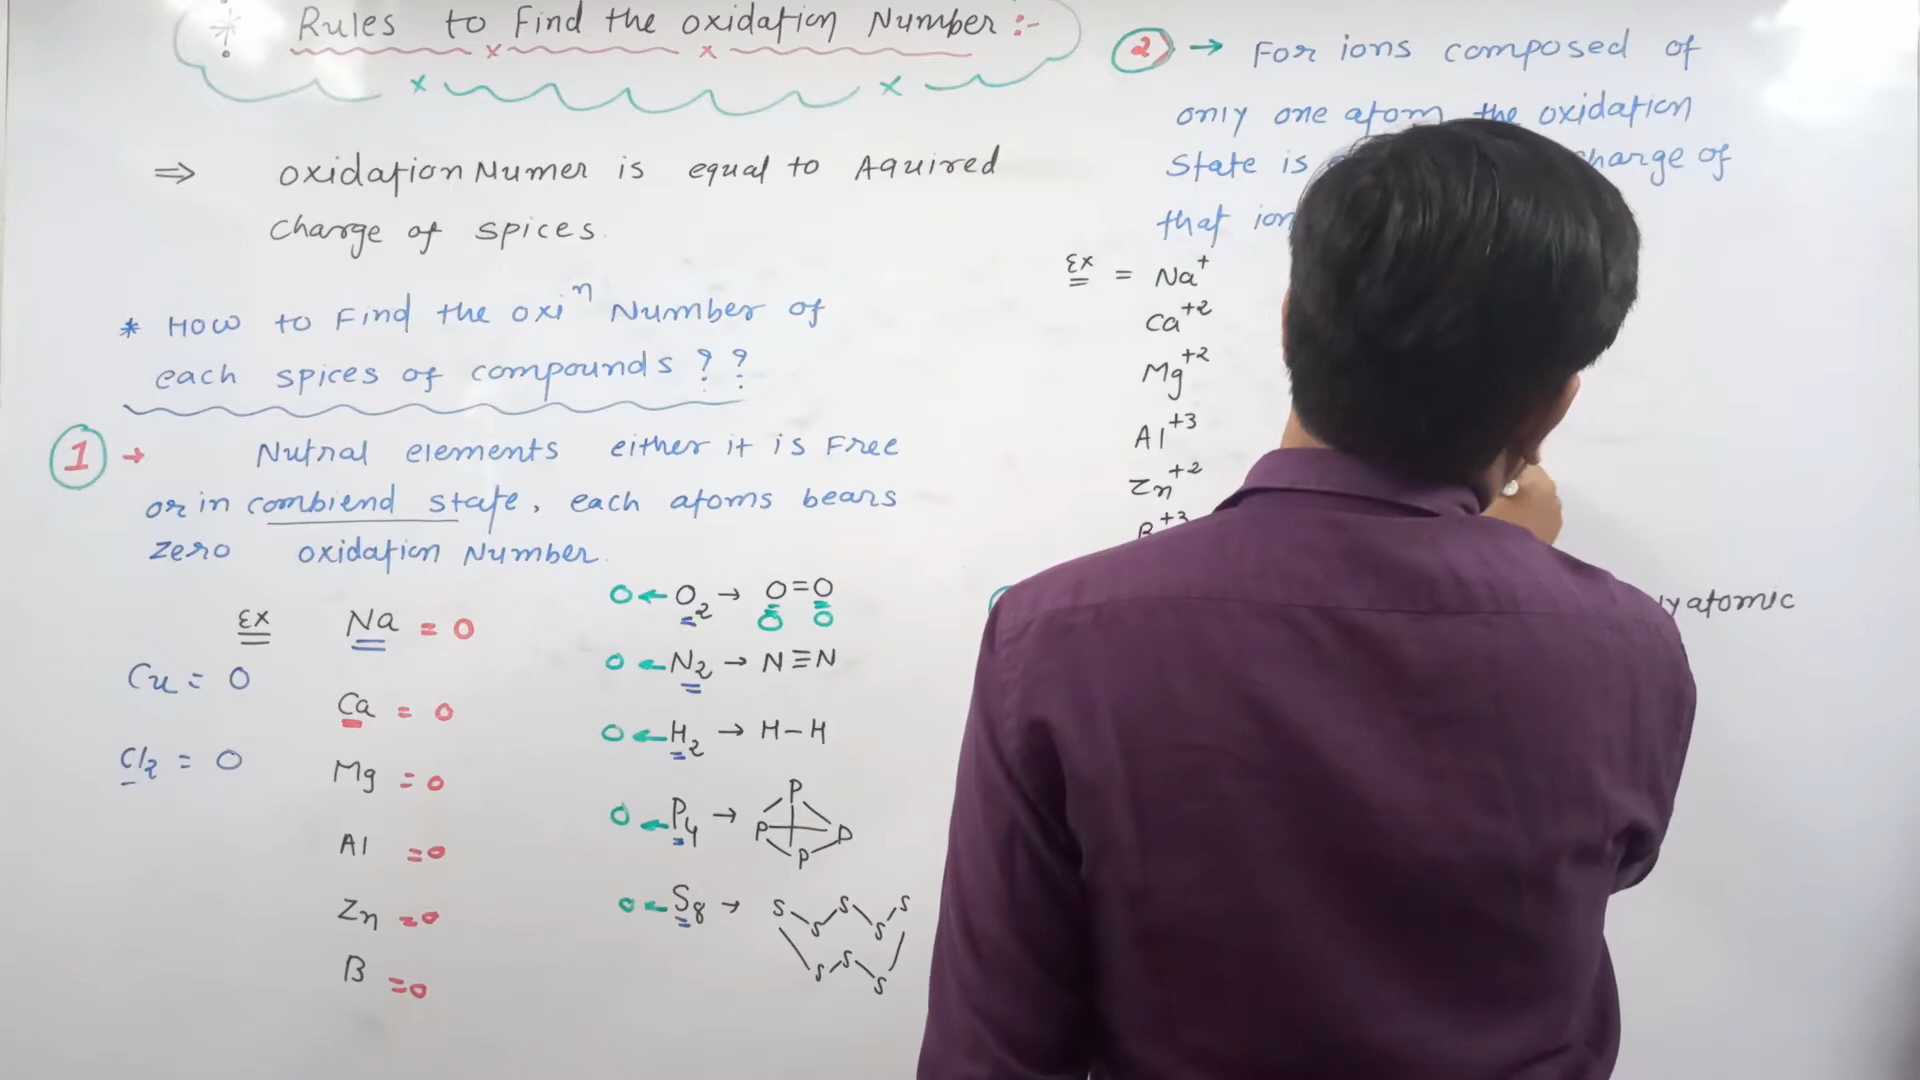 Rules to Find the oxidation Number :-
⇒ oxidation Numer is equal to Aquired
charge of spices.
* How to Find the oxiⁿ Number of
each spices of compounds ? ?
1 → Nutral elements either it is Free
or in combiend state, each atoms bears
zero oxidation Number.
Ex
Cu = 0
Cl₂ = 0
Na = 0
Ca = 0
Mg = 0
Al = 0
Zn = 0
B = 0
0 ← O₂ → O=O
0 0
0 ← N₂ → N≡N
0 ← H₂ → H-H
0 ← P₄ →
P
P P
P
0 ← S₈ →
S S S
S S
S S S
2 → For ions composed of
only one atom the oxidation
State is charge of
that ion
Ex = Na⁺
Ca⁺²
Mg⁺²
Al⁺³
Zn⁺²
B⁺³
yatomic